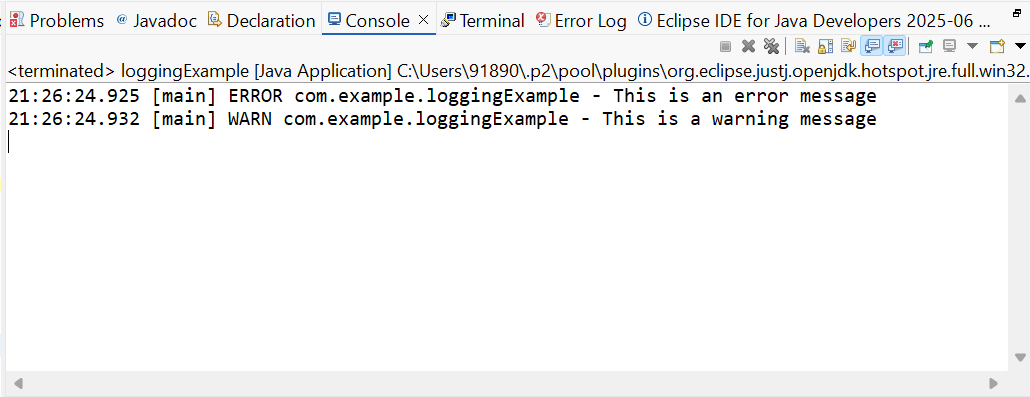 Problems @ Javadoc Declaration Console Terminal Error Log Eclipse IDE for Java Developers 2025-06 ...
<terminated> loggingExample [Java Application] C:\Users\91890\.p2\pool\plugins\org.eclipse.justj.openjdk.hotspot.jre.full.win32.
21:26:24.925 [main] ERROR com.example.loggingExample - This is an error message
21:26:24.932 [main] WARN com.example.loggingExample - This is a warning message